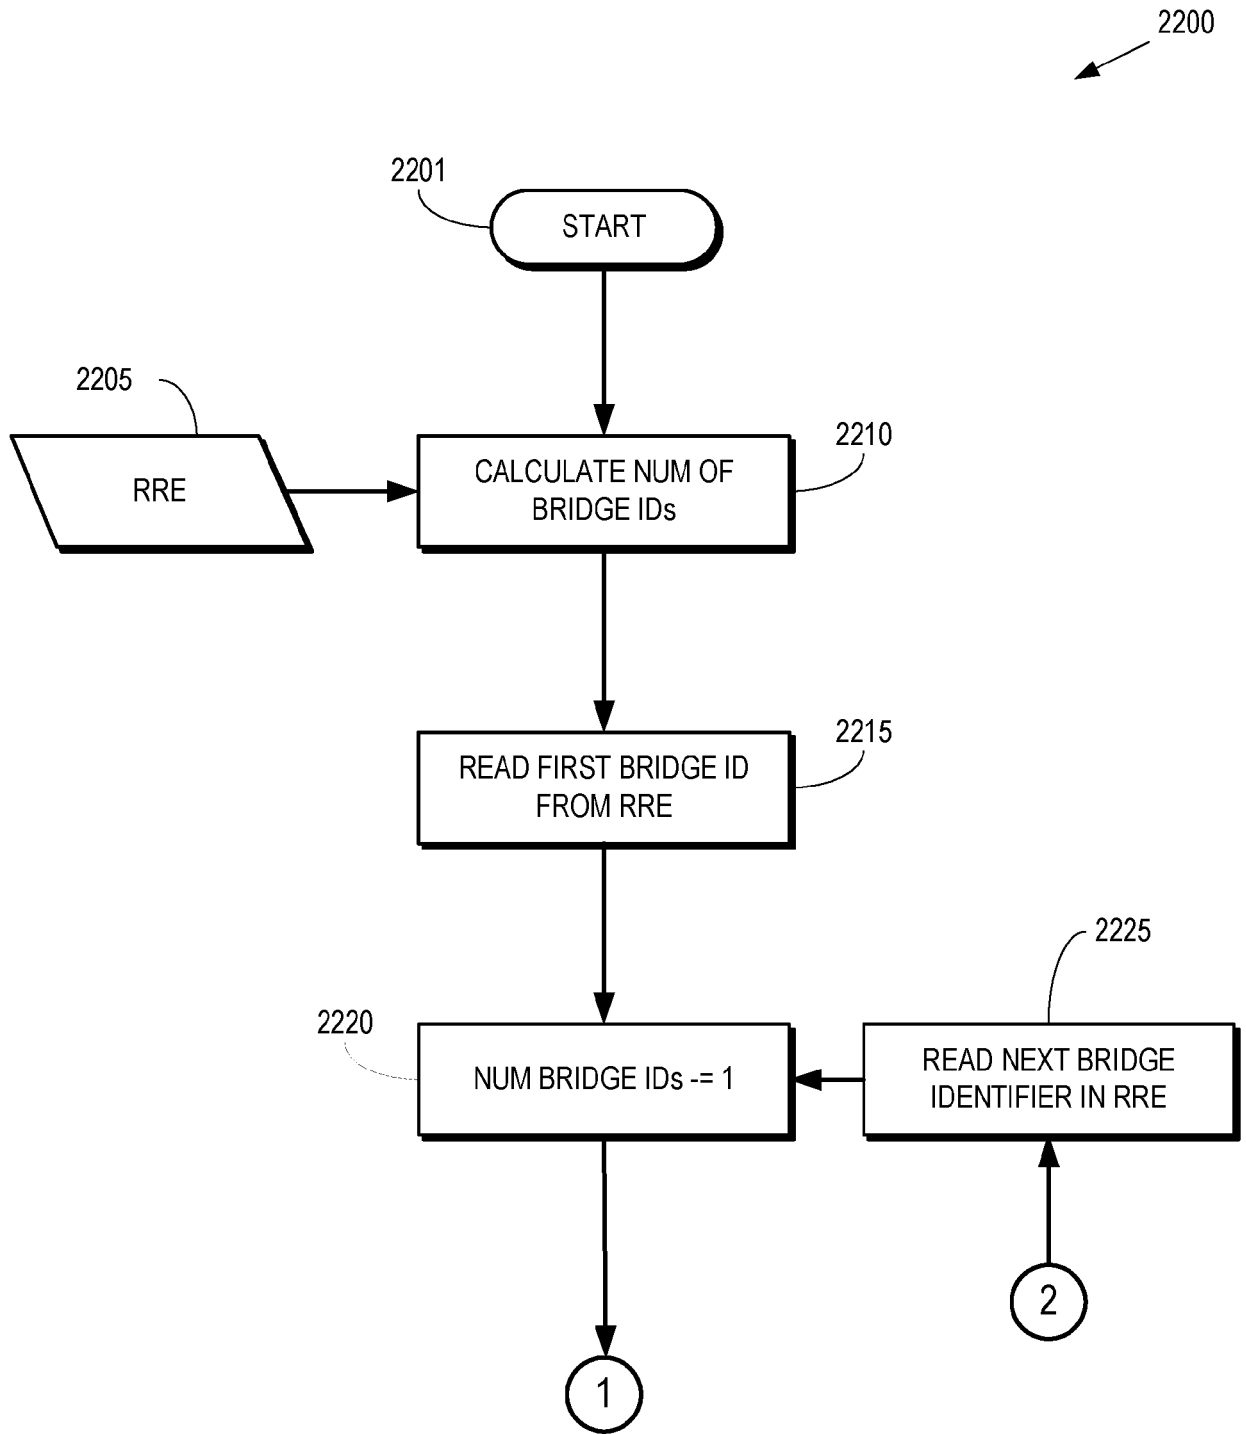 2200
2201
START
2205
RRE
2210
CALCULATE NUM OF
BRIDGE IDs
2215
READ FIRST BRIDGE ID
FROM RRE
2220
NUM BRIDGE IDs -= 1
2225
READ NEXT BRIDGE
IDENTIFIER IN RRE
2
1